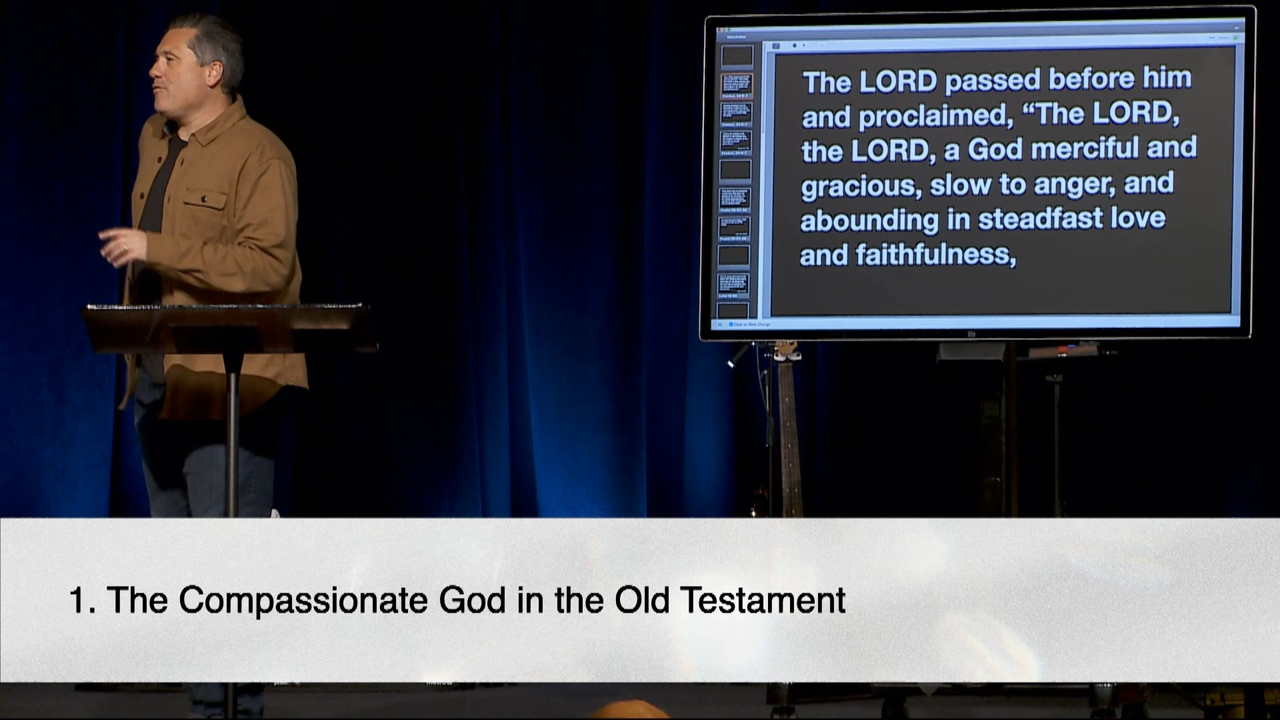 The LORD passed before him
and proclaimed, “The LORD,
the LORD, a God merciful and
gracious, slow to anger, and
abounding in steadfast love
and faithfulness,
1. The Compassionate God in the Old Testament